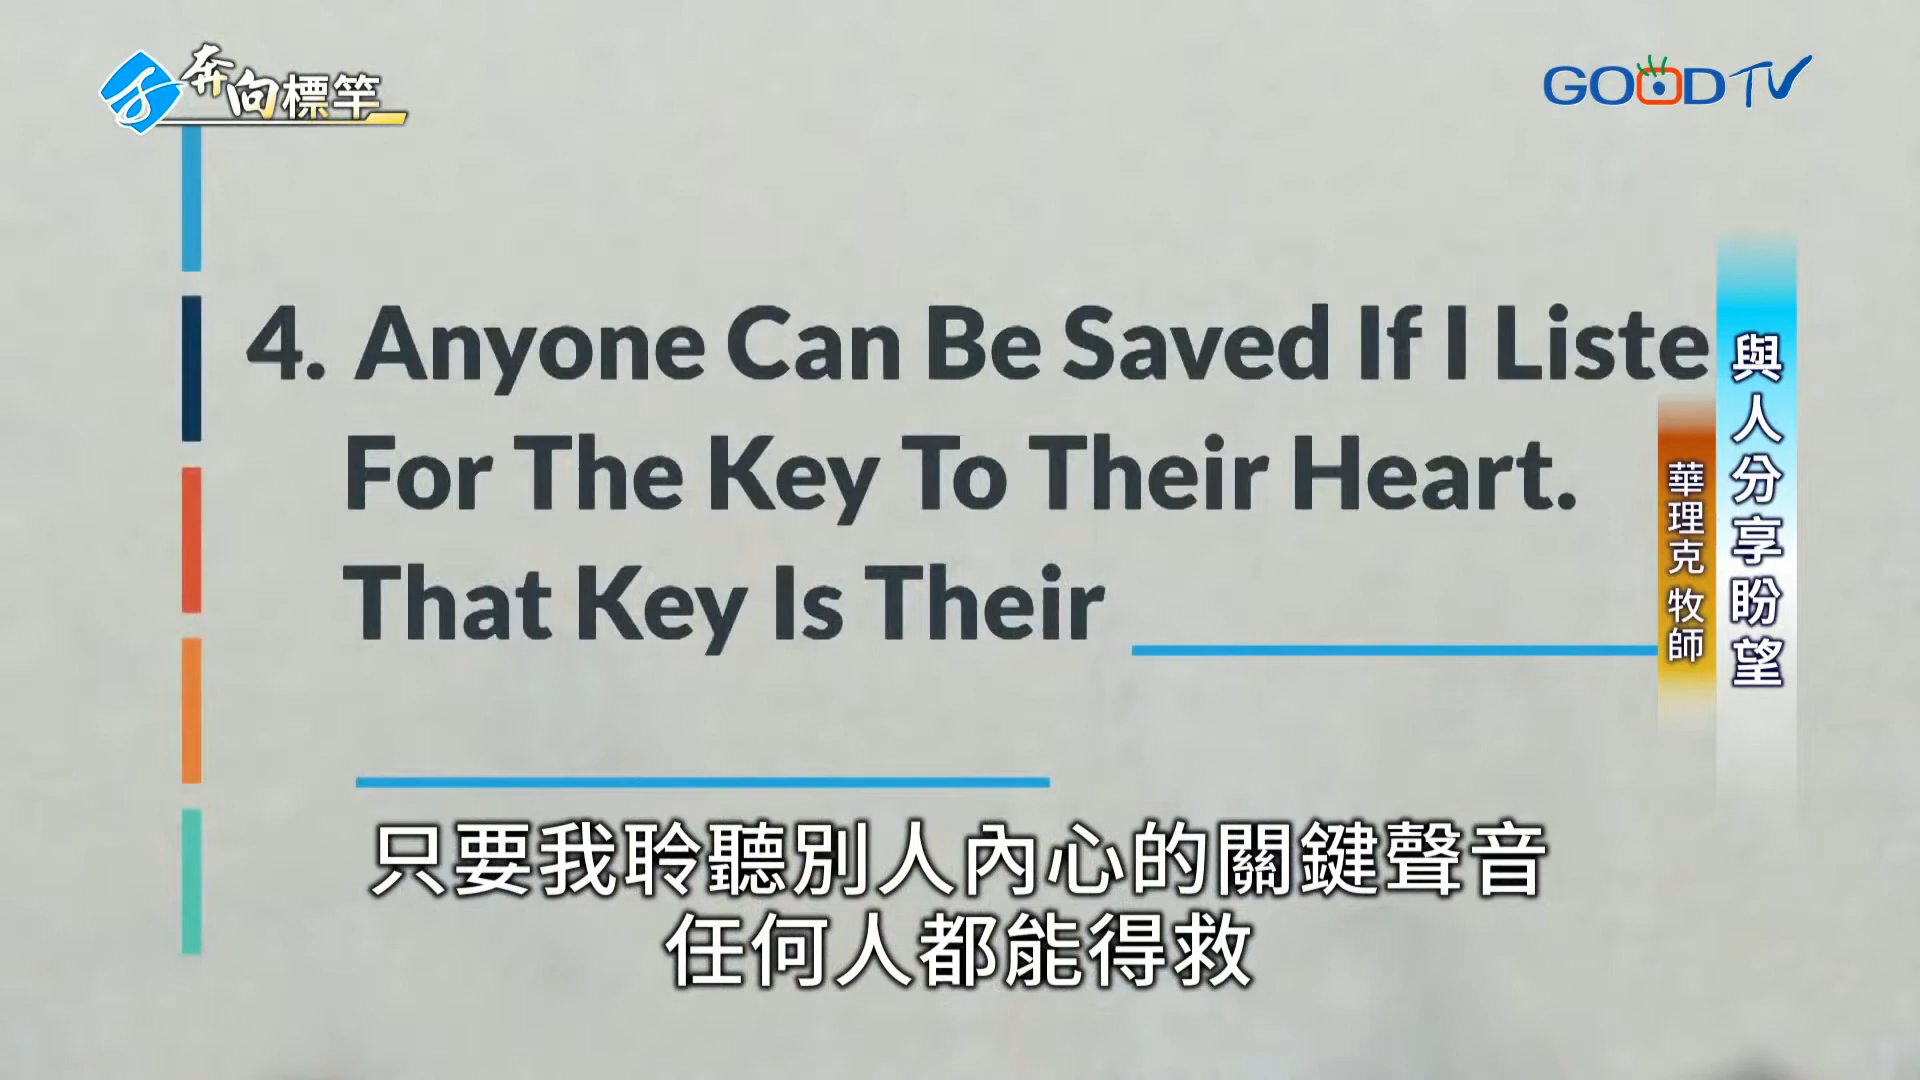 奔向標竿
GOOD TV
4. Anyone Can Be Saved If I Liste
For The Key To Their Heart.
That Key Is Their
與人分享盼望
華理克 牧師
只要我聆聽別人內心的關鍵聲音
任何人都能得救